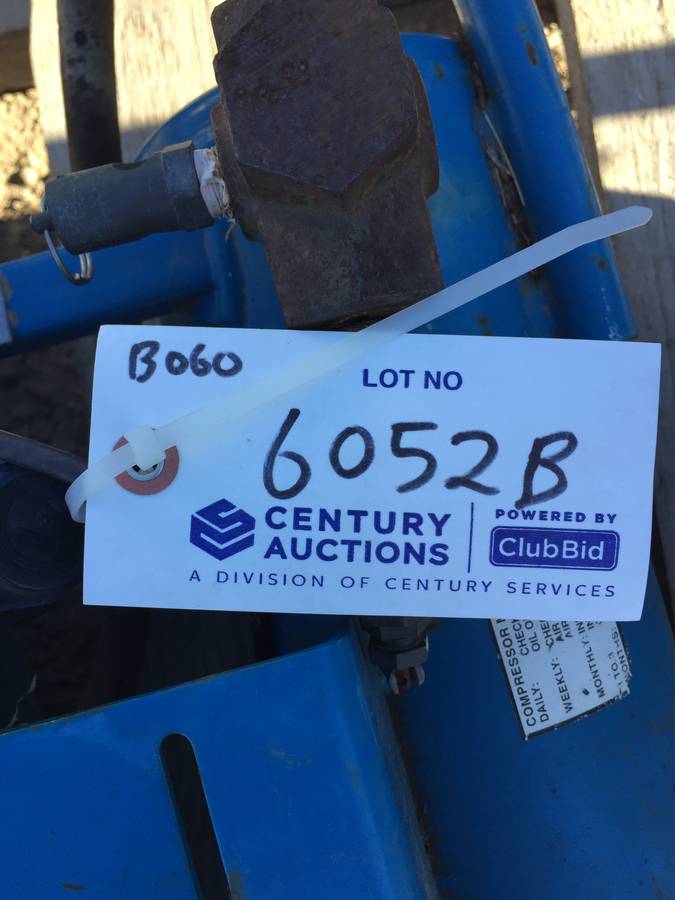 B060
LOT NO
6052B
CENTURY AUCTIONS
POWERED BY
ClubBid
A DIVISION OF CENTURY SERVICES
COMPRESSOR
DAILY:
WEEKLY:
MONTHLY: